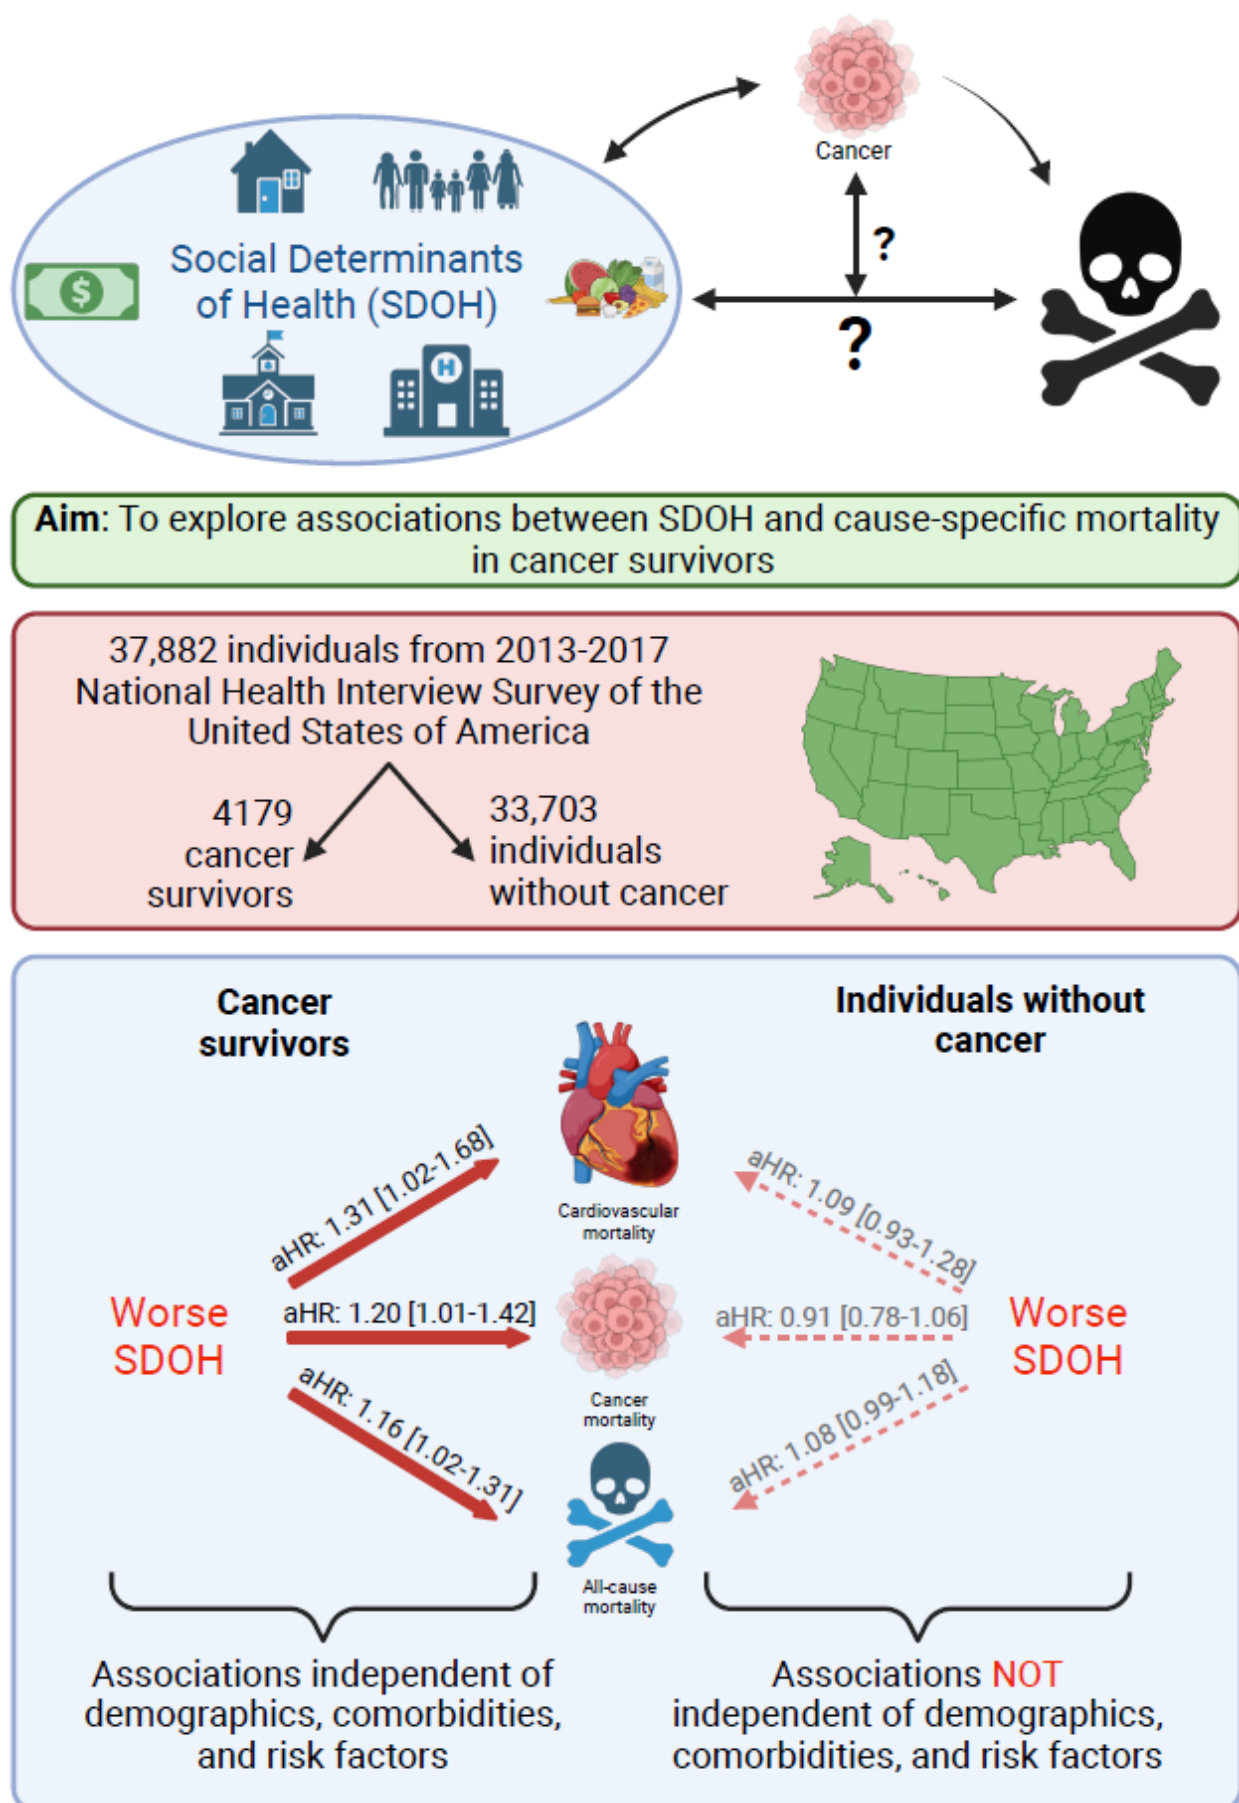 Cancer
?
Social Determinants
of Health (SDOH)
$
H
?
Aim: To explore associations between SDOH and cause-specific mortality
in cancer survivors
37,882 individuals from 2013-2017
National Health Interview Survey of the
United States of America
4179
cancer
survivors
33,703
individuals
without cancer
Cancer
survivors
Individuals without
cancer
aHR: 1.31 [1.02-1.68]
aHR: 1.09 [0.93-1.28]
Cardiovascular
mortality
Worse
SDOH
aHR: 1.20 [1.01-1.42]
aHR: 0.91 [0.78-1.06]
Worse
SDOH
Cancer
mortality
aHR: 1.16 [1.02-1.31]
aHR: 1.08 [0.99-1.18]
All-cause
mortality
Associations independent of
demographics, comorbidities,
and risk factors
Associations NOT
independent of demographics,
comorbidities, and risk factors